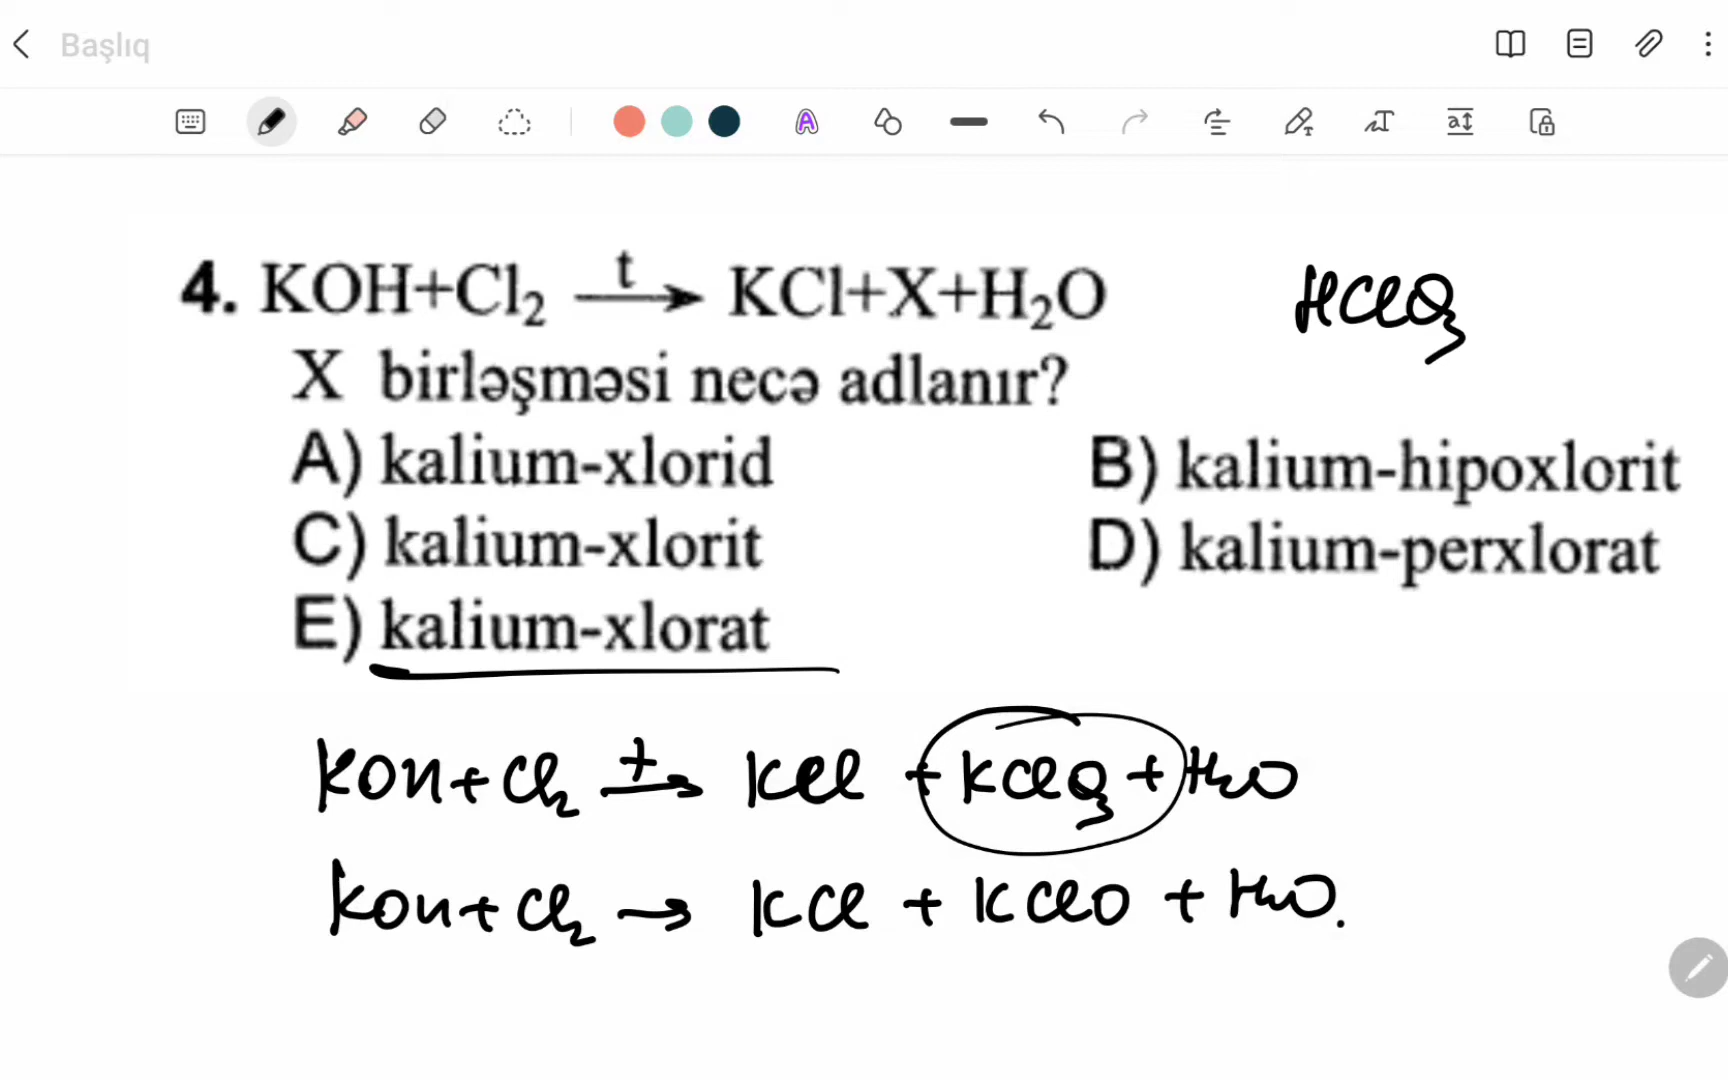 Başlıq
4. KOH+Cl₂ —t→ KCl+X+H₂O
HClO₃
X birləşməsi necə adlanır?
A) kalium-xlorid B) kalium-hipoxlorit
C) kalium-xlorit D) kalium-perxlorat
E) kalium-xlorat
KOH+Cl₂ —t→ KCl + KClO₃ + H₂O
KOH+Cl₂ → KCl + KClO + H₂O.